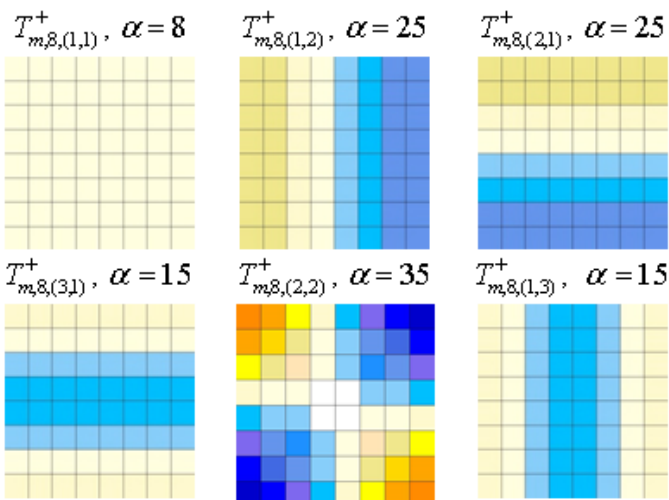 T⁺ₘ,₈,₍₁,₁₎, α = 8
T⁺ₘ,₈,₍₁,₂₎, α = 25
T⁺ₘ,₈,₍₂,₁₎, α = 25
T⁺ₘ,₈,₍₃,₁₎, α = 15
T⁺ₘ,₈,₍₂,₂₎, α = 35
T⁺ₘ,₈,₍₁,₃₎, α = 15